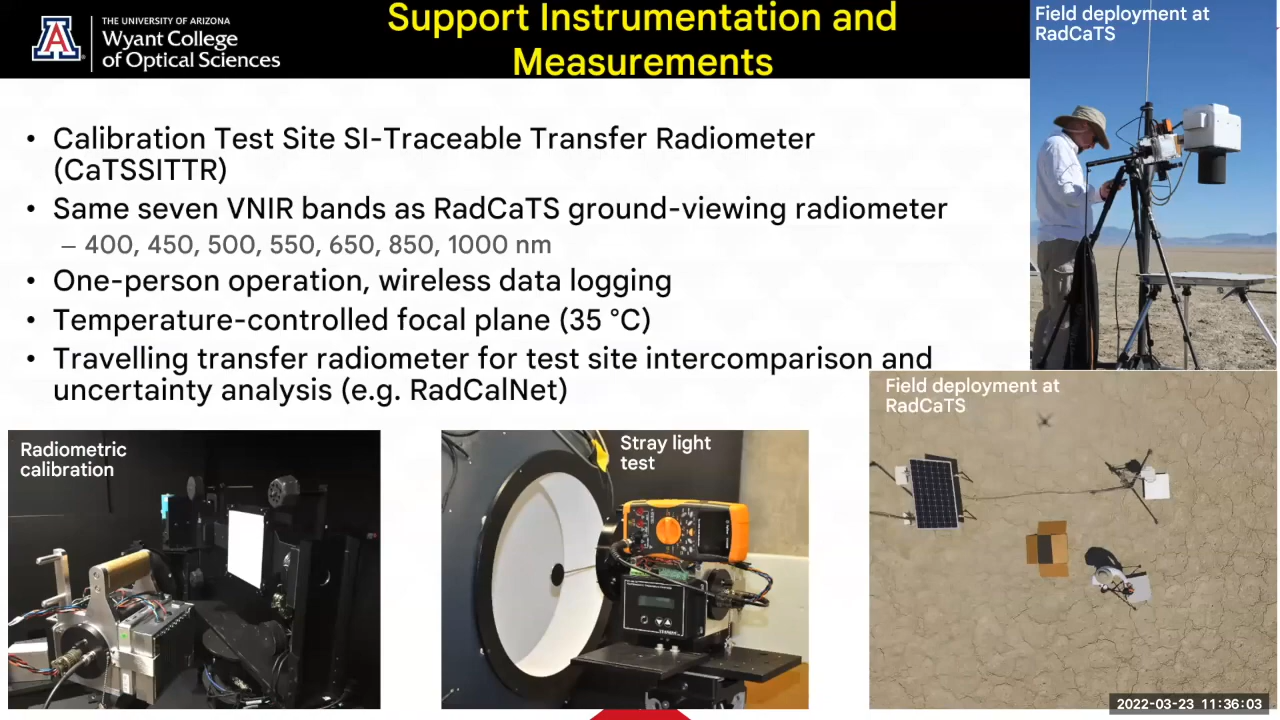 THE UNIVERSITY OF ARIZONA
Wyant College
of Optical Sciences
Support Instrumentation and
Measurements
Field deployment at
RadCaTS
• Calibration Test Site SI-Traceable Transfer Radiometer
(CaTSSITTR)
• Same seven VNIR bands as RadCaTS ground-viewing radiometer
– 400, 450, 500, 550, 650, 850, 1000 nm
• One-person operation, wireless data logging
• Temperature-controlled focal plane (35 °C)
• Travelling transfer radiometer for test site intercomparison and
uncertainty analysis (e.g. RadCalNet)
Radiometric
calibration
Stray light
test
Field deployment at
RadCaTS
2022-03-23 11:36:03